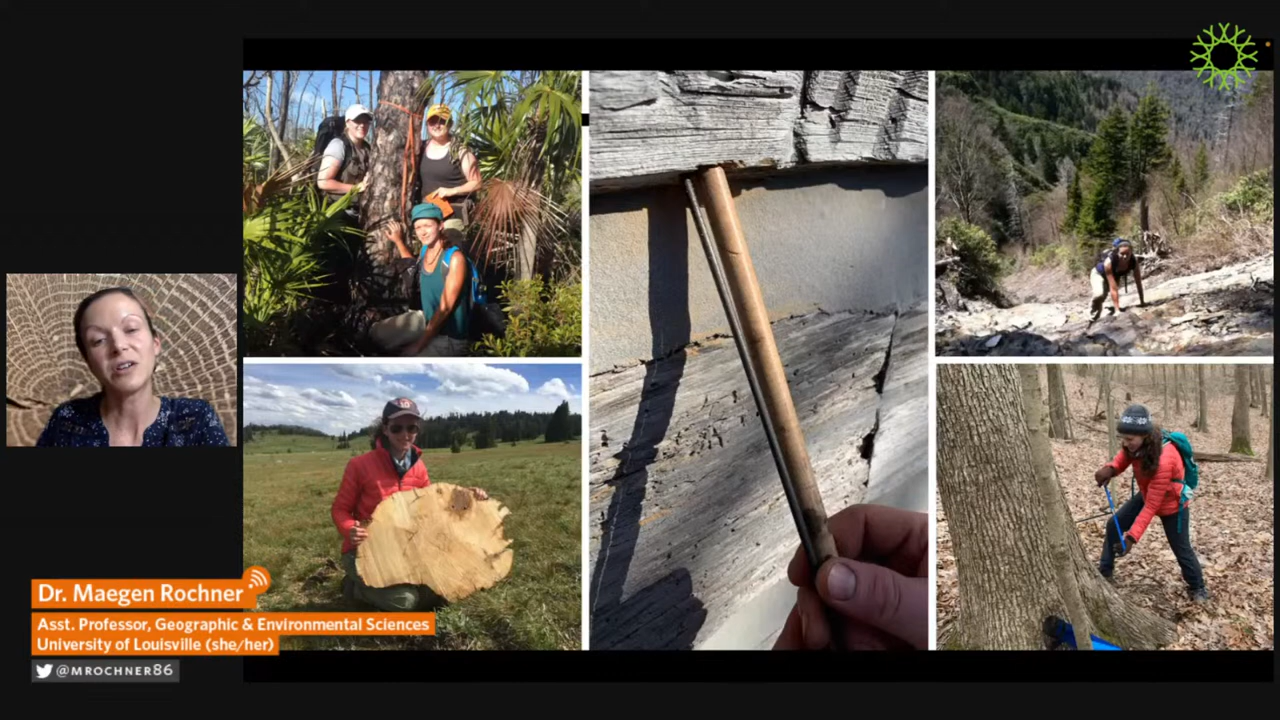 Dr. Maegen Rochner
Asst. Professor, Geographic & Environmental Sciences
University of Louisville (she/her)
@MROCHNER86